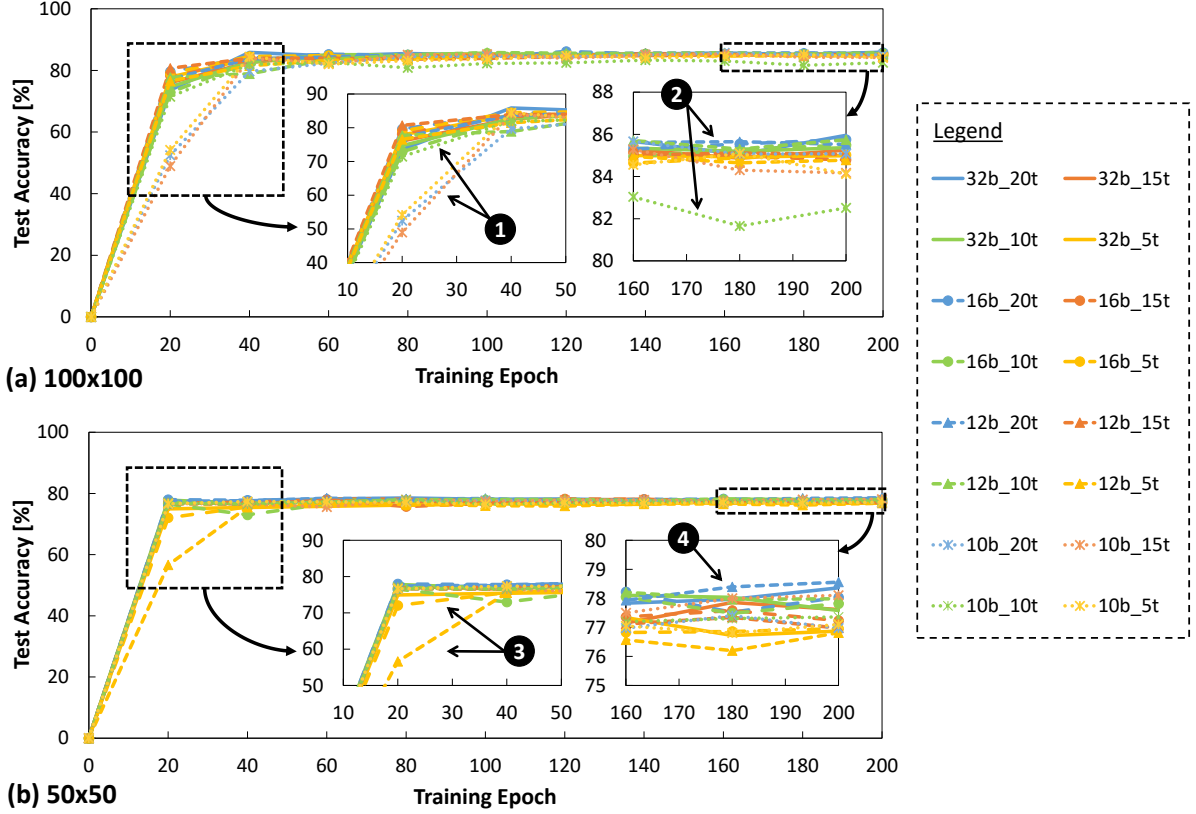 100
80
60
40
20
0
Test Accuracy [%]
0 20 40 60 80 100 120 140 160 180 200
Training Epoch
(a) 100x100
90
80
70
60
50
40
10 20 30 40 50
1
88
86
84
82
80
160 170 180 190 200
2
100
80
60
40
20
0
Test Accuracy [%]
0 20 40 60 80 100 120 140 160 180 200
Training Epoch
(b) 50x50
90
80
70
60
50
10 20 30 40 50
3
80
79
78
77
76
75
160 170 180 190 200
4
Legend
32b_20t 32b_15t
32b_10t 32b_5t
16b_20t 16b_15t
16b_10t 16b_5t
12b_20t 12b_15t
12b_10t 12b_5t
10b_20t 10b_15t
10b_10t 10b_5t